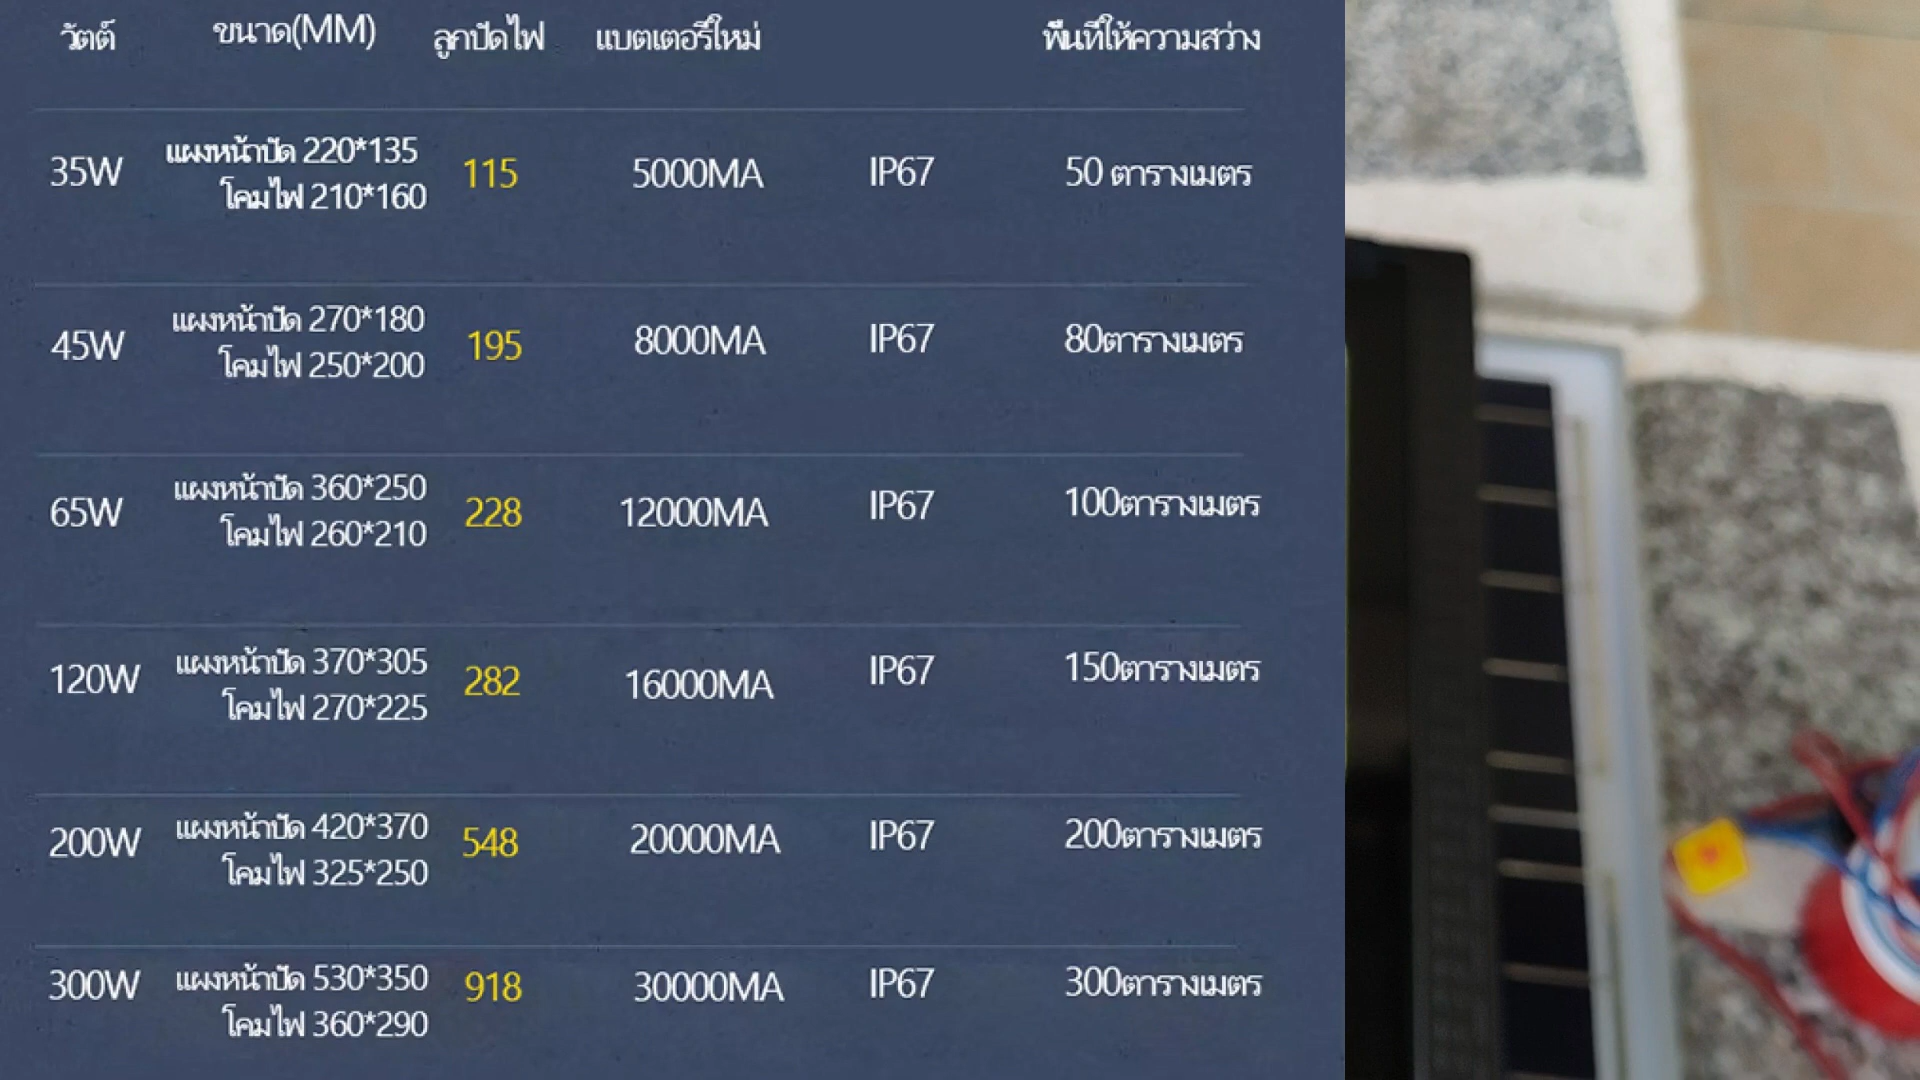 วัตต์ ขนาด(MM) ลูกปัดไฟ แบตเตอรี่ใหม่ พื้นที่ให้ความสว่าง
35W แผงหน้าปัด 220*135 115 5000MA IP67 50 ตารางเมตร
โคมไฟ 210*160
45W แผงหน้าปัด 270*180 195 8000MA IP67 80ตารางเมตร
โคมไฟ 250*200
65W แผงหน้าปัด 360*250 228 12000MA IP67 100ตารางเมตร
โคมไฟ 260*210
120W แผงหน้าปัด 370*305 282 16000MA IP67 150ตารางเมตร
โคมไฟ 270*225
200W แผงหน้าปัด 420*370 548 20000MA IP67 200ตารางเมตร
โคมไฟ 325*250
300W แผงหน้าปัด 530*350 918 30000MA IP67 300ตารางเมตร
โคมไฟ 360*290